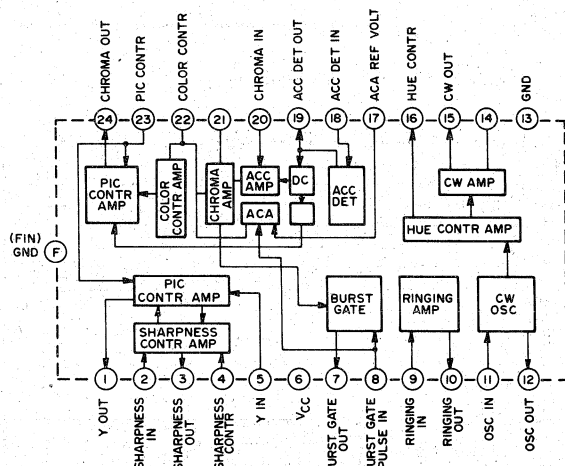 CHROMA OUT
PIC CONTR
COLOR CONTR
CHROMA IN
ACC DET OUT
ACC DET IN
ACA REF VOLT
HUE CONTR
CW OUT
GND
24
23
22
21
20
19
18
17
16
15
14
13
PIC
CONTR
AMP
COLOR
CONTR AMP
CHROMA
AMP
ACC
AMP
DC
ACC
DET
ACA
CW AMP
HUE CONTR AMP
(FIN)
GND
F
PIC
CONTR AMP
SHARPNESS
CONTR AMP
BURST
GATE
RINGING
AMP
CW
OSC
1
2
3
4
5
6
7
8
9
10
11
12
Y OUT
SHARPNESS
IN
SHARPNESS
OUT
SHARPNESS
CONTR
Y IN
VCC
BURST GATE
OUT
BURST GATE
PULSE IN
RINGING
IN
RINGING
OUT
OSC IN
OSC OUT